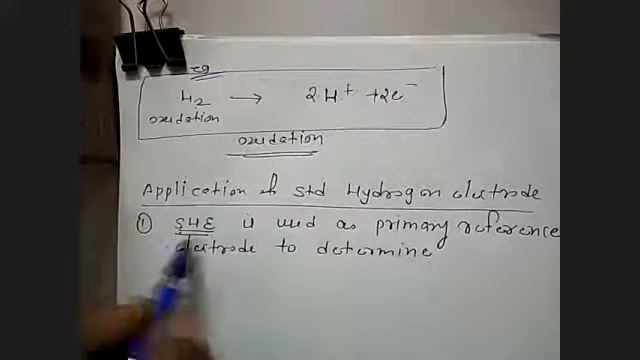 eg
H₂ → 2H⁺ + 2e⁻
oxidation
oxidation
Application of std Hydrogen electrode
① SHE is used as primary reference
electrode to determine